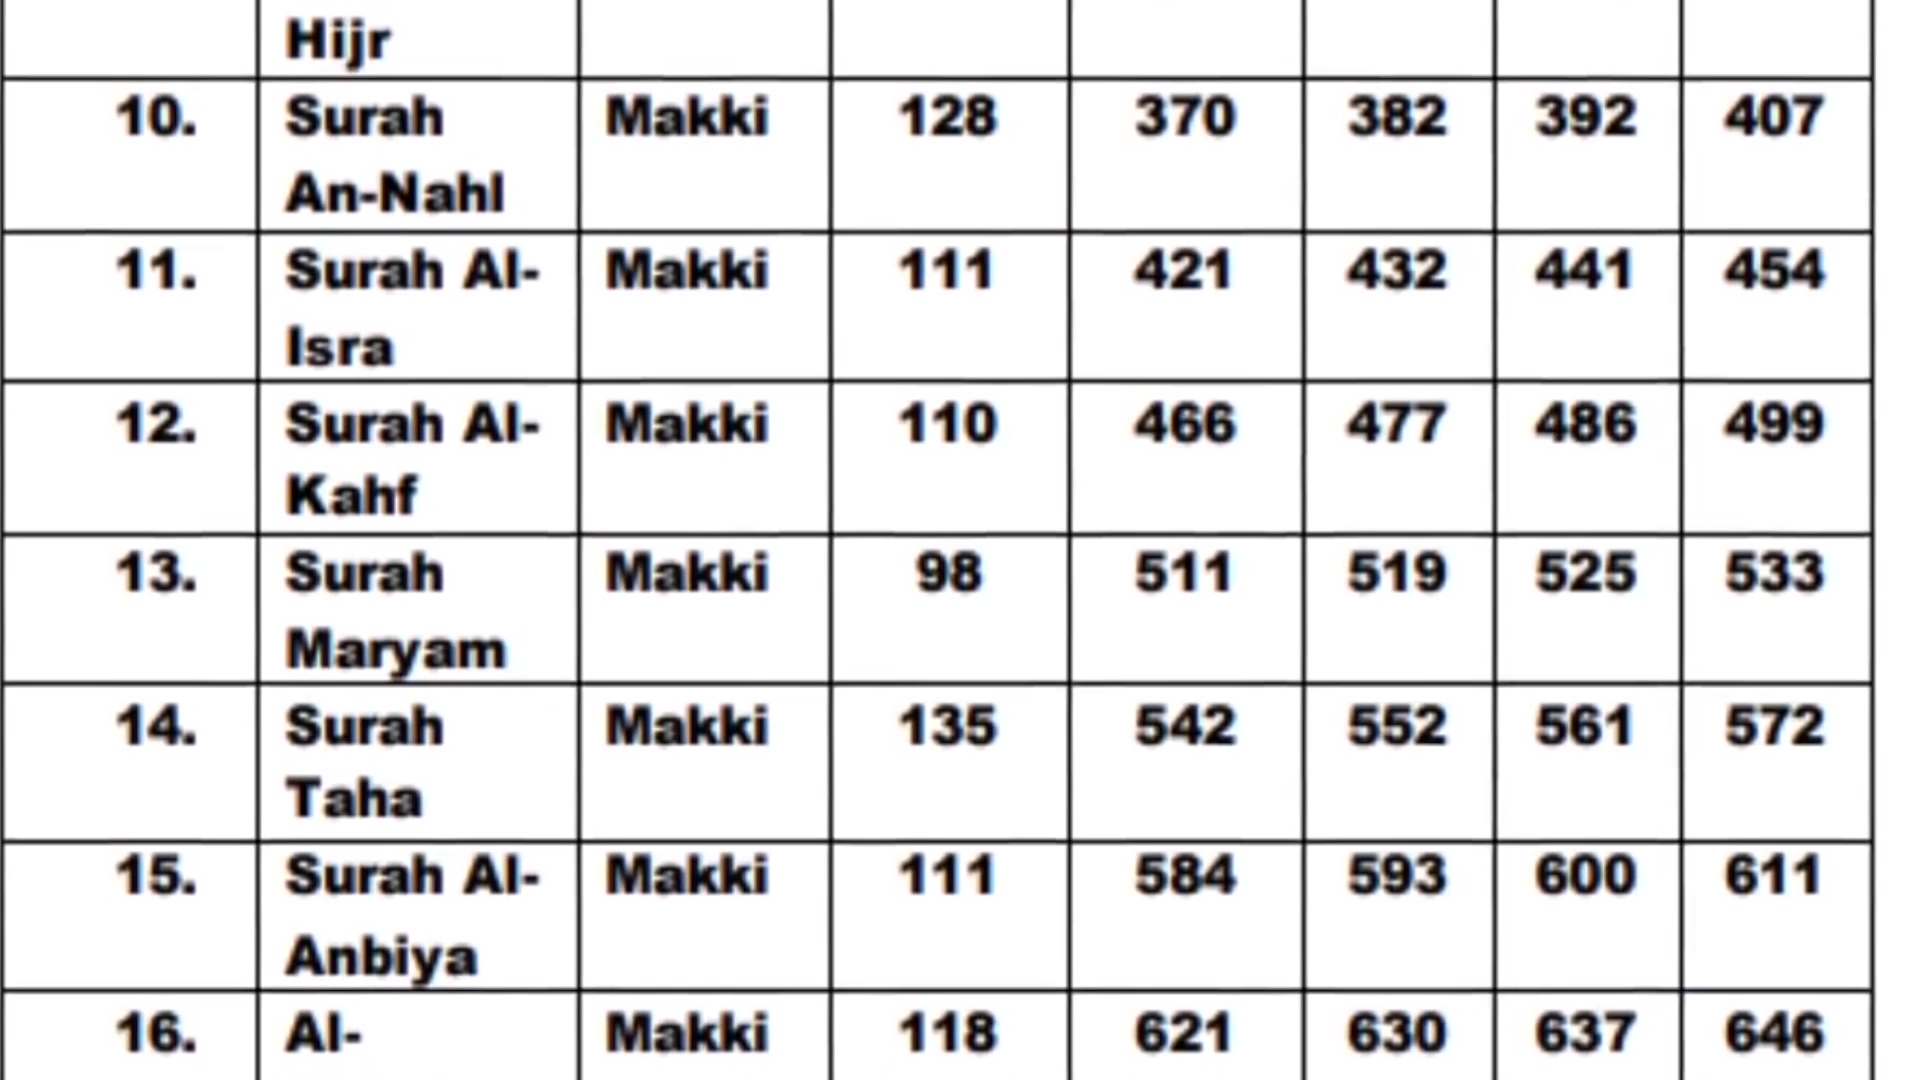 Hijr
10. Surah Makki 128 370 382 392 407
An-Nahl
11. Surah Al- Makki 111 421 432 441 454
Isra
12. Surah Al- Makki 110 466 477 486 499
Kahf
13. Surah Makki 98 511 519 525 533
Maryam
14. Surah Makki 135 542 552 561 572
Taha
15. Surah Al- Makki 111 584 593 600 611
Anbiya
16. Al- Makki 118 621 630 637 646